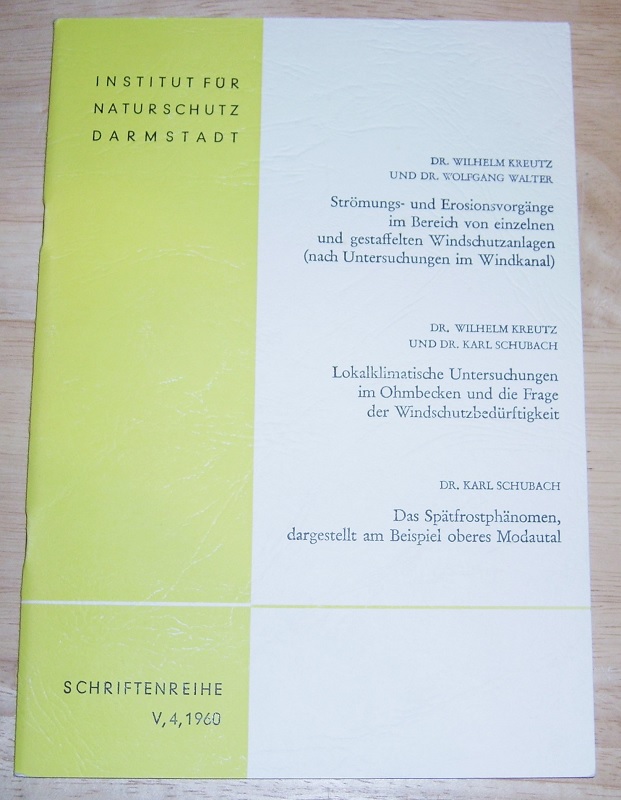 INSTITUT FÜR
NATURSCHUTZ
DARMSTADT
DR. WILHELM KREUTZ
UND DR. WOLFGANG WALTER
Strömungs- und Erosionsvorgänge
im Bereich von einzelnen
und gestaffelten Windschutzanlagen
(nach Untersuchungen im Windkanal)
DR. WILHELM KREUTZ
UND DR. KARL SCHUBACH
Lokalklimatische Untersuchungen
im Ohmbecken und die Frage
der Windschutzbedürftigkeit
DR. KARL SCHUBACH
Das Spätfrostphänomen,
dargestellt am Beispiel oberes Modautal
SCHRIFTENREIHE
V, 4, 1960